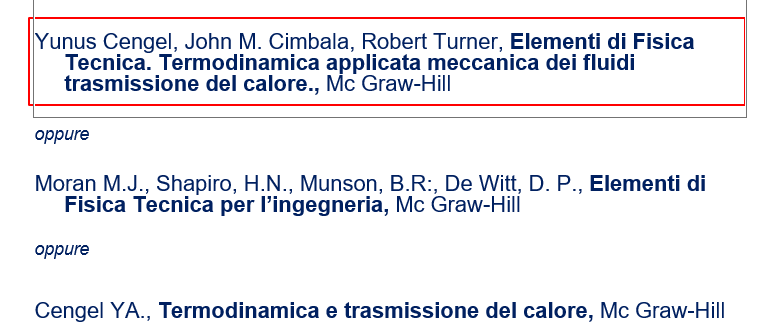 Yunus Cengel, John M. Cimbala, Robert Turner, Elementi di Fisica
Tecnica. Termodinamica applicata meccanica dei fluidi
trasmissione del calore., Mc Graw-Hill
oppure
Moran M.J., Shapiro, H.N., Munson, B.R:, De Witt, D. P., Elementi di
Fisica Tecnica per l’ingegneria, Mc Graw-Hill
oppure
Cengel YA., Termodinamica e trasmissione del calore, Mc Graw-Hill